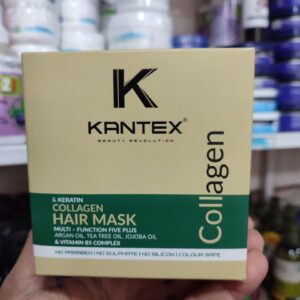 K
KANTEX®
BEAUTY REVOLUTION
& KERATIN
COLLAGEN
HAIR MASK
MULTI - FUNCTION FIVE PLUS
ARGAN OIL, TEA TREE OIL, JOJOBA OIL
& VITAMIN B5 COMPLEX
NO PARABEN | NO SULPHATE | NO SILICON | COLOUR SAFE
Collagen